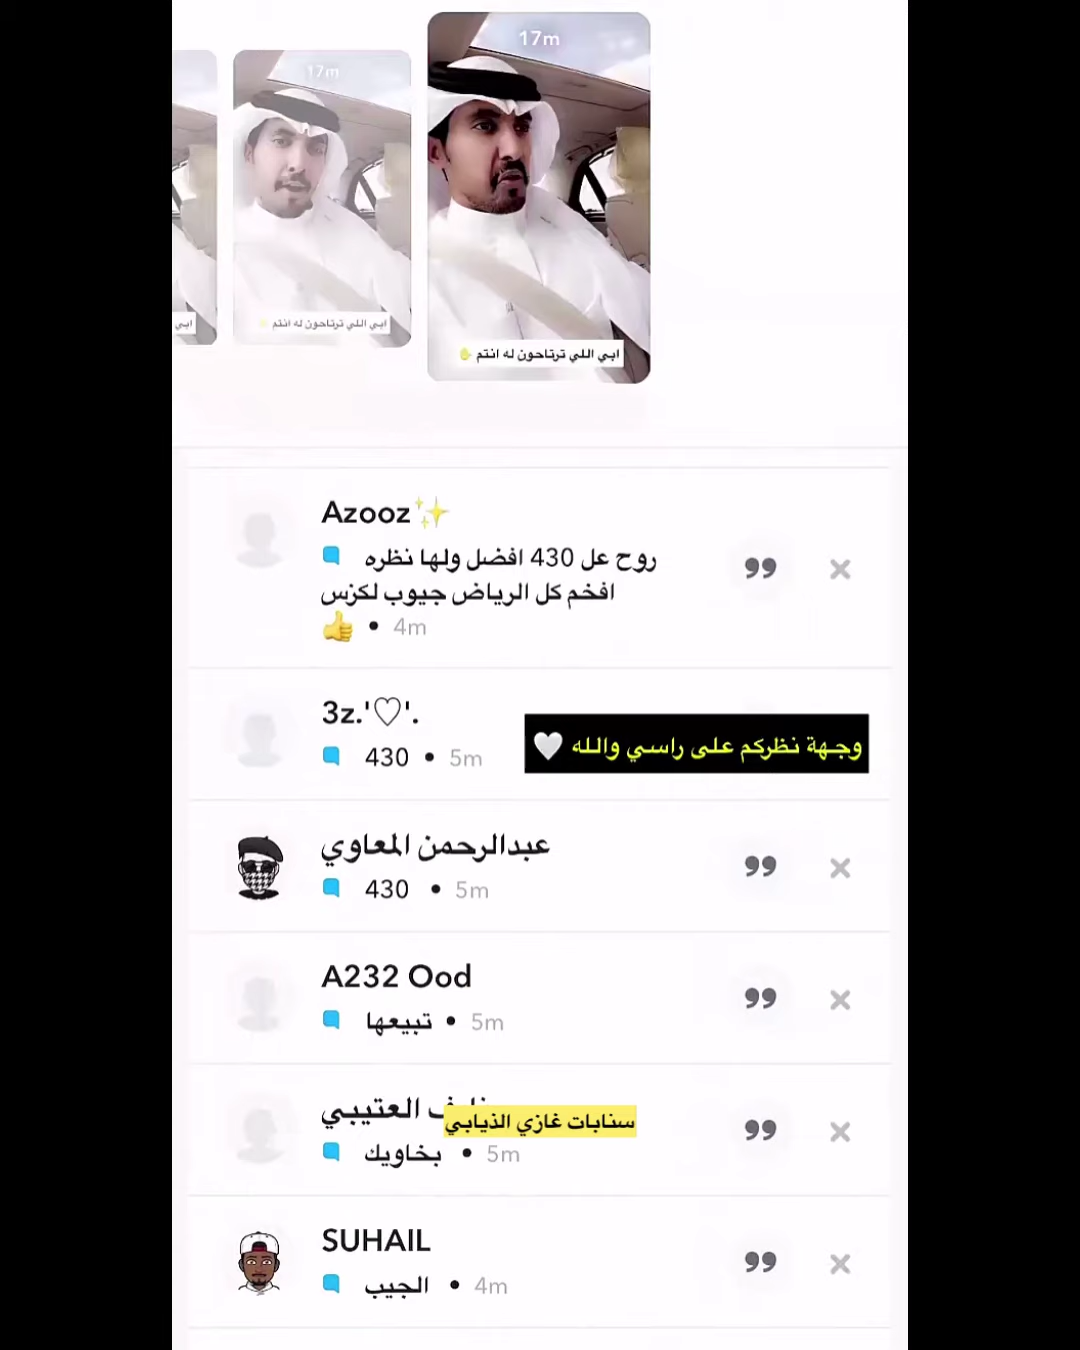 17m
17m
ابي اللي ترتاحون له انتم ✋
ابي اللي ترتاحون له انتم
ابي
Azooz✨
روح عل 430 افضل ولها نظره
افخم كل الرياض جيوب لكزس
👍 • 4m
3z.'♡'.
430 • 5m
وجهة نظركم على راسي والله 🤍
عبدالرحمن المعاوي
430 • 5m
A232 Ood
تبيعها • 5m
العتيبي
سنابات غازي الذيابي
بخاويك • 5m
SUHAIL
الجيب • 4m